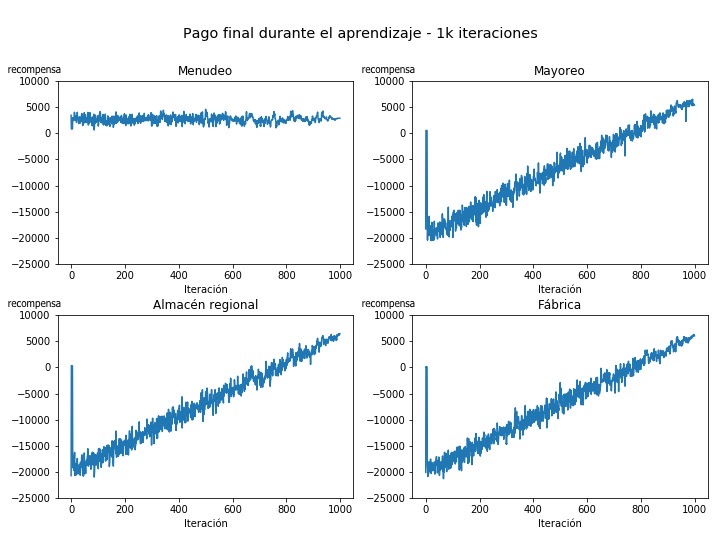 Pago final durante el aprendizaje - 1k iteraciones
recompensa
Menudeo
10000
5000
0
−5000
−10000
−15000
−20000
−25000
0 200 400 600 800 1000
Iteración
recompensa
Mayoreo
10000
5000
0
−5000
−10000
−15000
−20000
−25000
0 200 400 600 800 1000
Iteración
recompensa
Almacén regional
10000
5000
0
−5000
−10000
−15000
−20000
−25000
0 200 400 600 800 1000
Iteración
recompensa
Fábrica
10000
5000
0
−5000
−10000
−15000
−20000
−25000
0 200 400 600 800 1000
Iteración